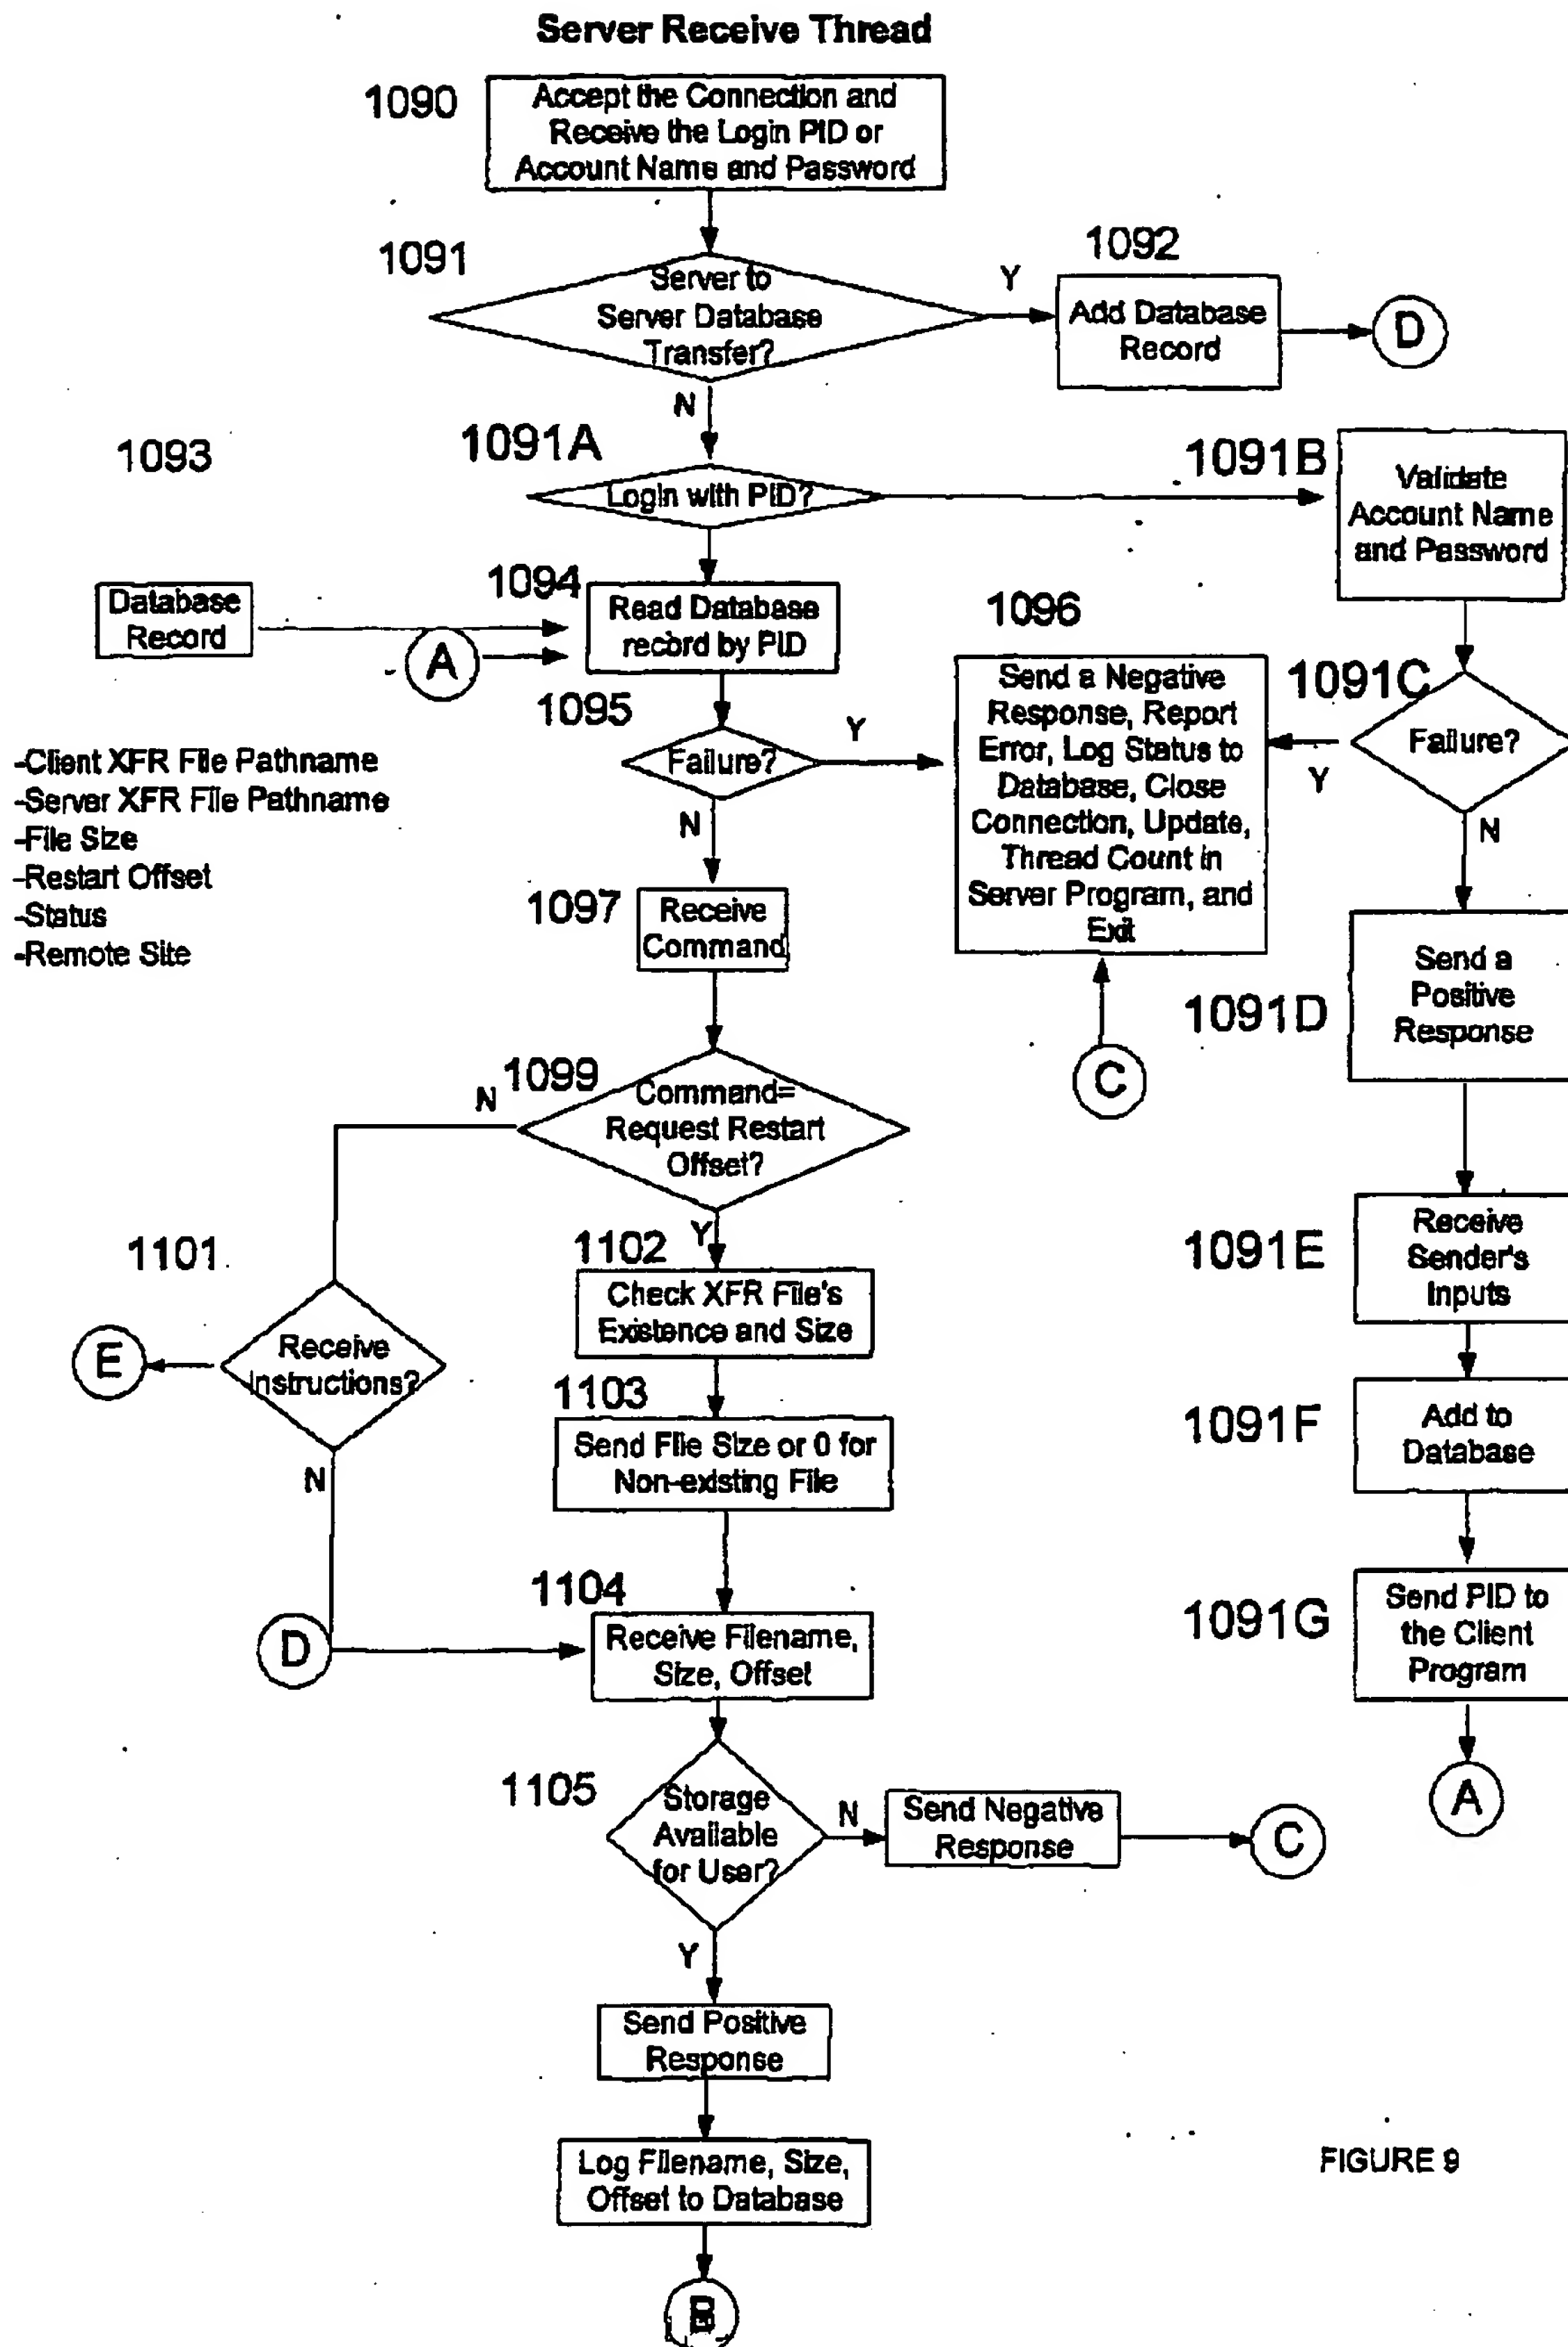 Server Receive Thread
1090
Accept the Connection and
Receive the Login PID or
Account Name and Password
1091
Server to
Server Database
Transfer?
Y
1092
Add Database
Record
D
N
1093
1091A
Login with PID?
1091B
Validate
Account Name
and Password
Database
Record
A
1094
Read Database
record by PID
1095
Failure?
Y
1096
Send a Negative
Response, Report
Error, Log Status to
Database, Close
Connection, Update,
Thread Count in
Server Program, and
Exit
1091C
Failure?
Y
N
-Client XFR File Pathname
-Server XFR File Pathname
-File Size
-Restart Offset
-Status
-Remote Site
N
1097
Receive
Command
C
1091D
Send a
Positive
Response
1099
N
Command=
Request Restart
Offset?
Y
1101
Receive
Instructions?
E
N
1102
Check XFR File's
Existence and Size
1103
Send File Size or 0 for
Non-existing File
1091E
Receive
Sender's
Inputs
1091F
Add to
Database
1091G
Send PID to
the Client
Program
A
D
1104
Receive Filename,
Size, Offset
1105
Storage
Available
for User?
N
Send Negative
Response
C
Y
Send Positive
Response
Log Filename, Size,
Offset to Database
B
FIGURE 9